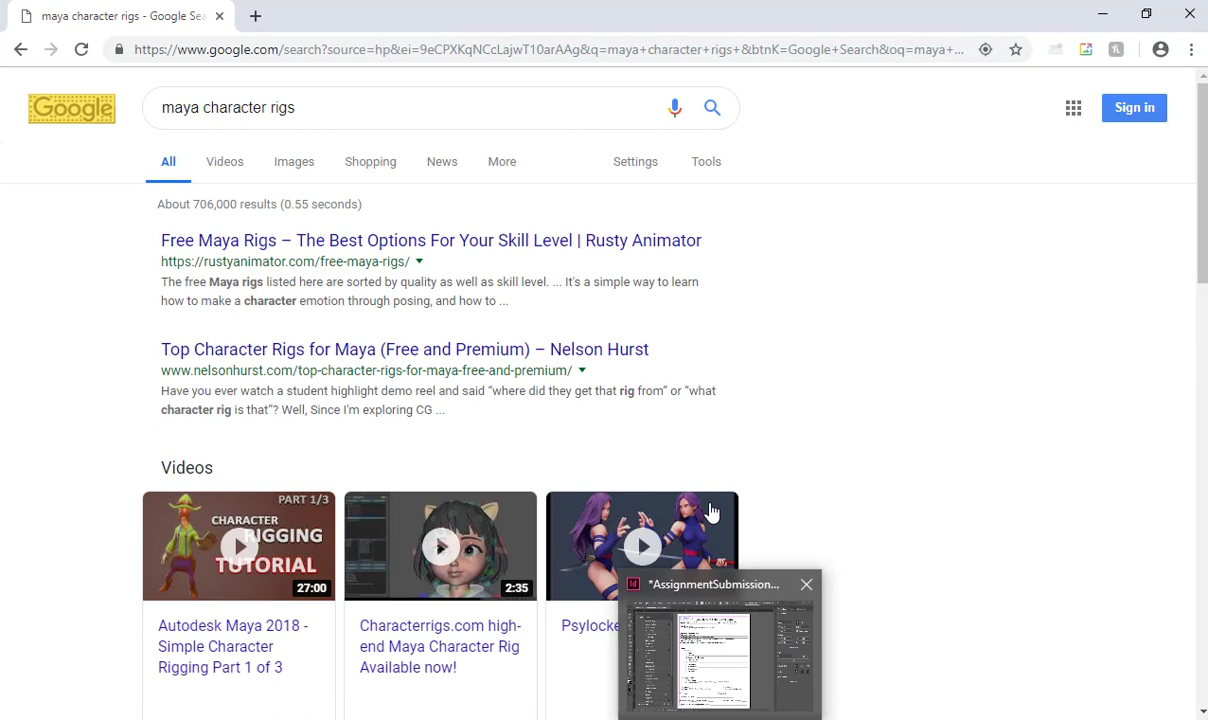 maya character rigs - Google Sea
https://www.google.com/search?source=hp&ei=9eCPXKqNCcLajwT10arAAg&q=maya+character+rigs+&btnK=Google+Search&oq=maya+...
Google
maya character rigs
Sign in
All Videos Images Shopping News More Settings Tools
About 706,000 results (0.55 seconds)
Free Maya Rigs – The Best Options For Your Skill Level | Rusty Animator
https://rustyanimator.com/free-maya-rigs/
The free Maya rigs listed here are sorted by quality as well as skill level. ... It's a simple way to learn
how to make a character emotion through posing, and how to ...
Top Character Rigs for Maya (Free and Premium) – Nelson Hurst
www.nelsonhurst.com/top-character-rigs-for-maya-free-and-premium/
Have you ever watch a student highlight demo reel and said “where did they get that rig from” or “what
character rig is that”? Well, Since I'm exploring CG ...
Videos
PART 1/3
CHARACTER
RIGGING
TUTORIAL
27:00
2:35
Id *AssignmentSubmission...
Autodesk Maya 2018 -
Simple Character
Rigging Part 1 of 3
Characterrigs.com high-
end Maya Character Rig
Available now!
Psylocke